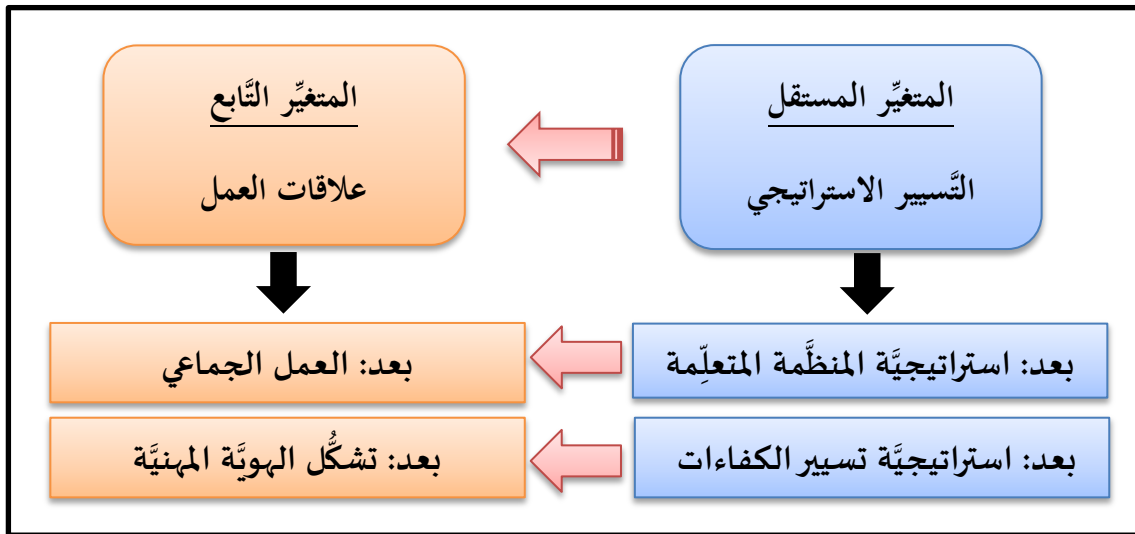 المتغيِّر المستقل
التَّسيير الاستراتيجي
المتغيِّر التَّابع
علاقات العمل
بعد: استراتيجيَّة المنظَّمة المتعلِّمة
بعد: العمل الجماعي
بعد: استراتيجيَّة تسيير الكفاءات
بعد: تشكُّل الهويَّة المهنيَّة